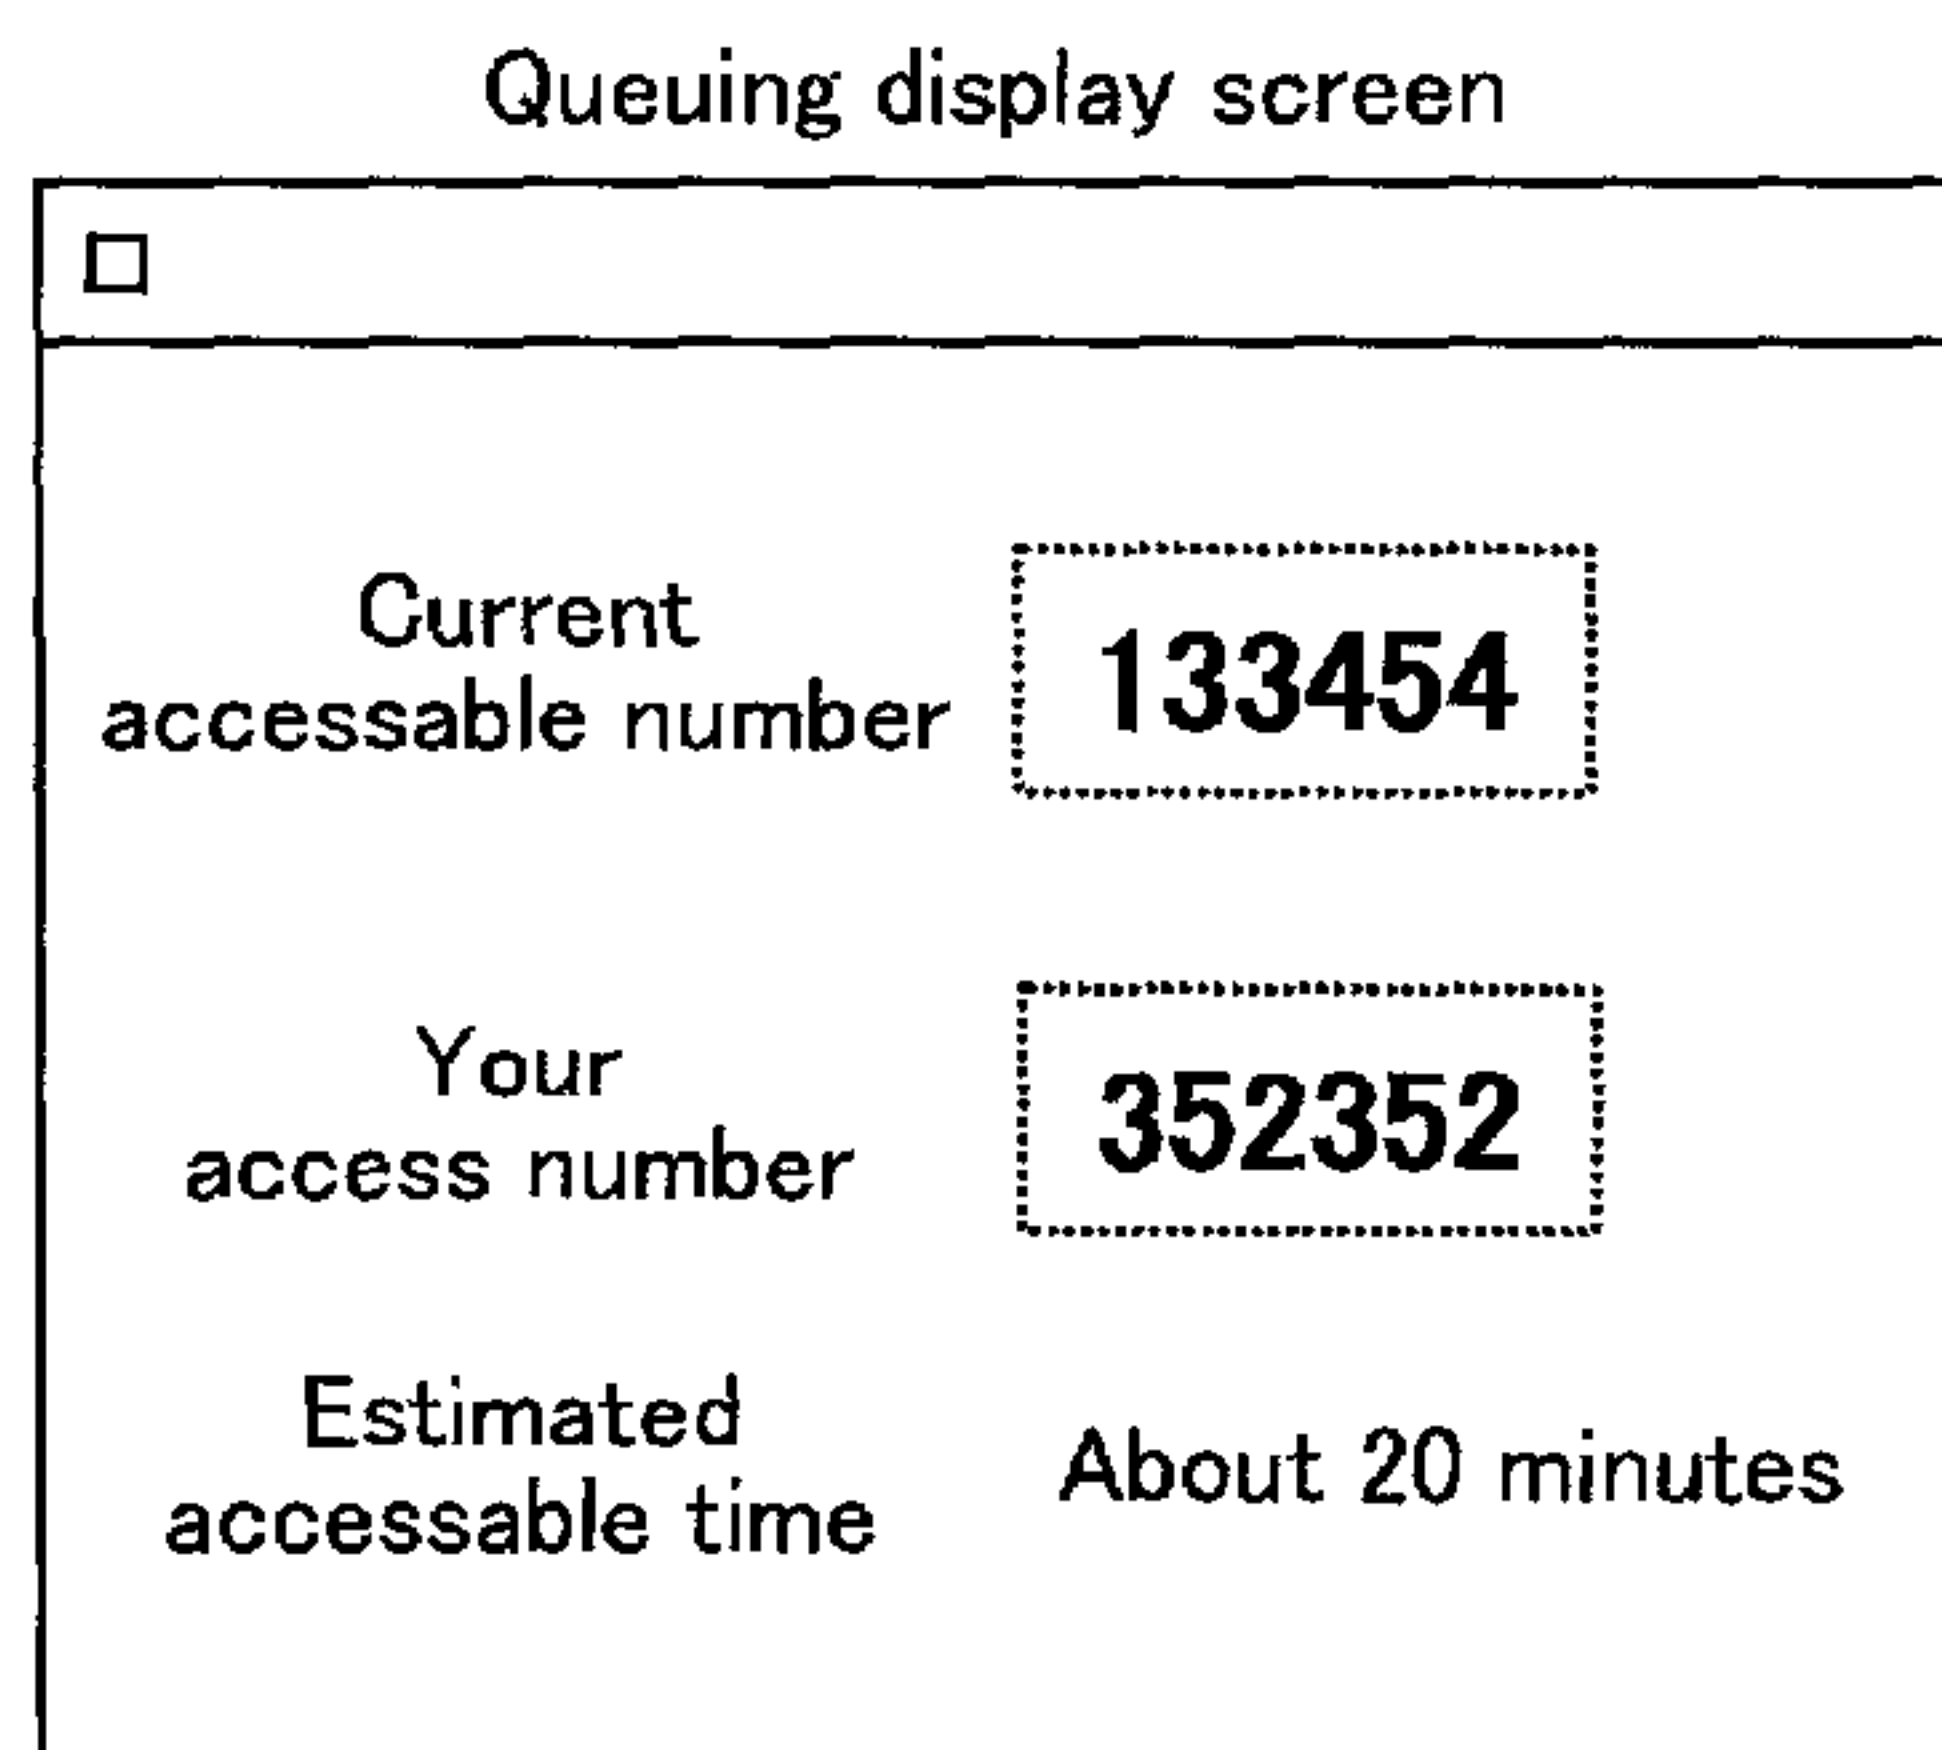 Queuing display screen
Current
accessable number
133454
Your
access number
352352
Estimated
accessable time
About 20 minutes